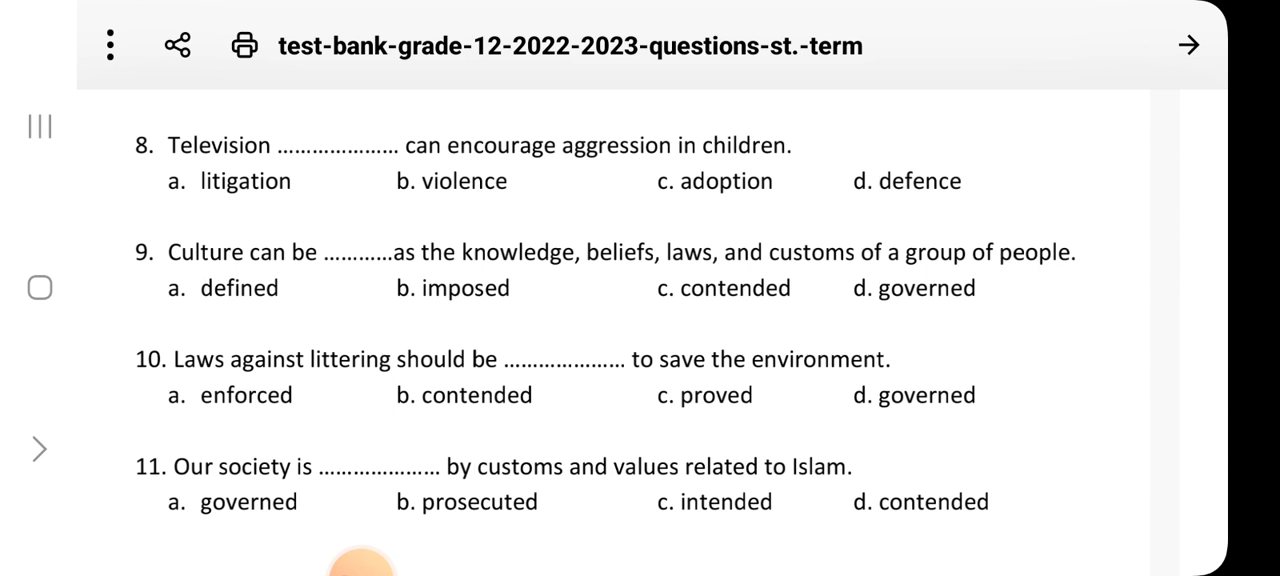 test-bank-grade-12-2022-2023-questions-st.-term
8. Television ..................... can encourage aggression in children.
a. litigation b. violence c. adoption d. defence
9. Culture can be ............as the knowledge, beliefs, laws, and customs of a group of people.
a. defined b. imposed c. contended d. governed
10. Laws against littering should be ..................... to save the environment.
a. enforced b. contended c. proved d. governed
11. Our society is ..................... by customs and values related to Islam.
a. governed b. prosecuted c. intended d. contended